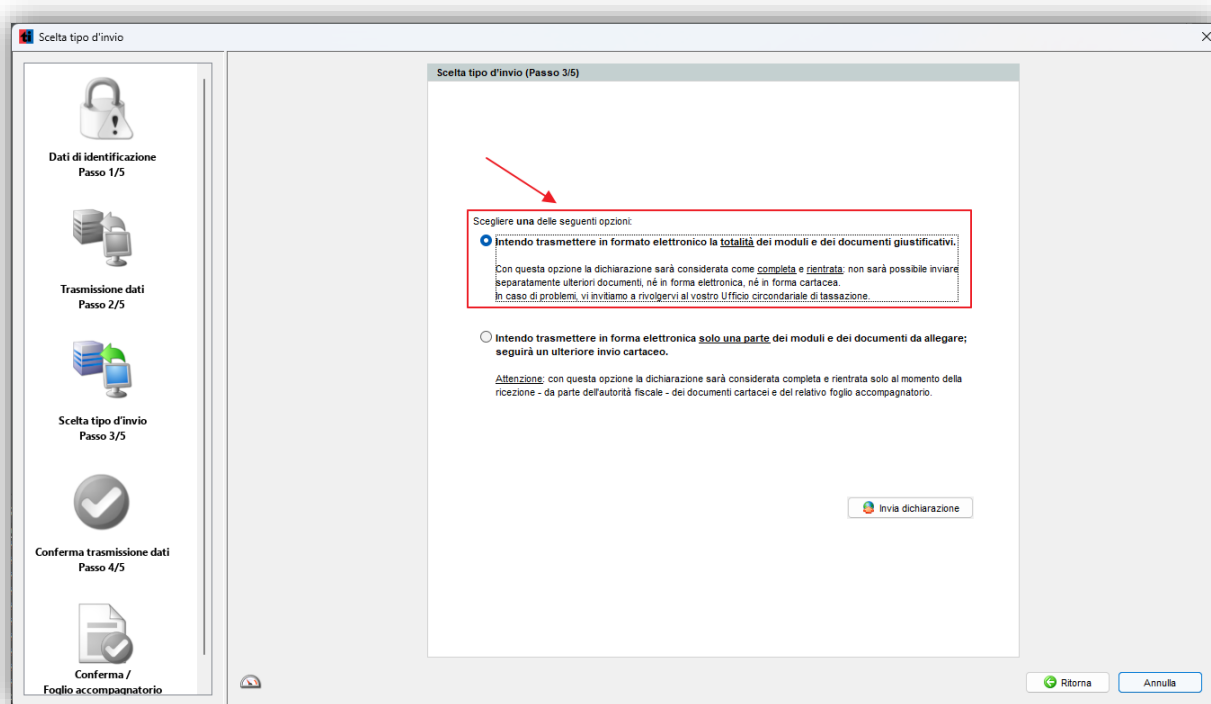 Scelta tipo d'invio
Dati di identificazione
Passo 1/5
Trasmissione dati
Passo 2/5
Scelta tipo d'invio
Passo 3/5
Conferma trasmissione dati
Passo 4/5
Conferma /
Foglio accompagnatorio
Scelta tipo d'invio (Passo 3/5)
Scegliere una delle seguenti opzioni:
Intendo trasmettere in formato elettronico la totalità dei moduli e dei documenti giustificativi.
Con questa opzione la dichiarazione sarà considerata come completa e rientrata: non sarà possibile inviare
separatamente ulteriori documenti, né in forma elettronica, né in forma cartacea.
In caso di problemi, vi invitiamo a rivolgervi al vostro Ufficio circondariale di tassazione.
Intendo trasmettere in forma elettronica solo una parte dei moduli e dei documenti da allegare;
seguirà un ulteriore invio cartaceo.
Attenzione: con questa opzione la dichiarazione sarà considerata completa e rientrata solo al momento della
ricezione - da parte dell'autorità fiscale - dei documenti cartacei e del relativo foglio accompagnatorio.
Invia dichiarazione
Ritorna
Annulla